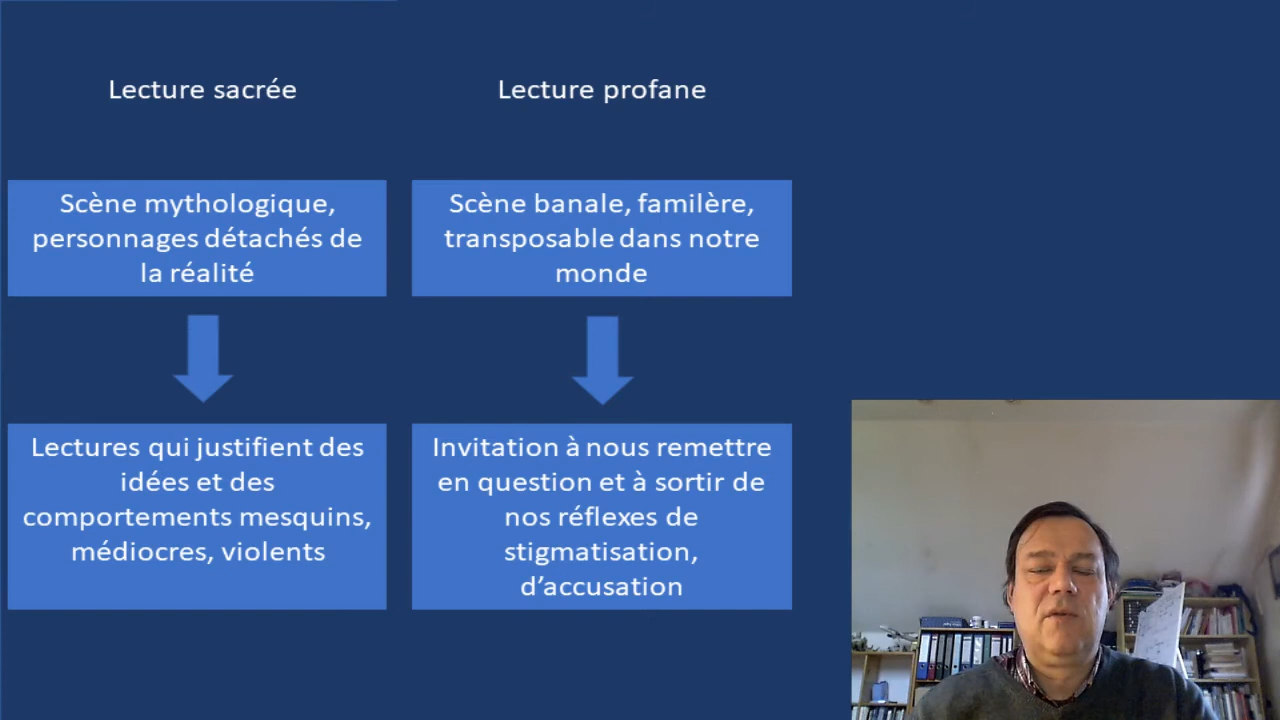 Lecture sacrée
Scène mythologique,
personnages détachés de
la réalité
Lectures qui justifient des
idées et des
comportements mesquins,
médiocres, violents
Lecture profane
Scène banale, familère,
transposable dans notre
monde
Invitation à nous remettre
en question et à sortir de
nos réflexes de
stigmatisation,
d’accusation